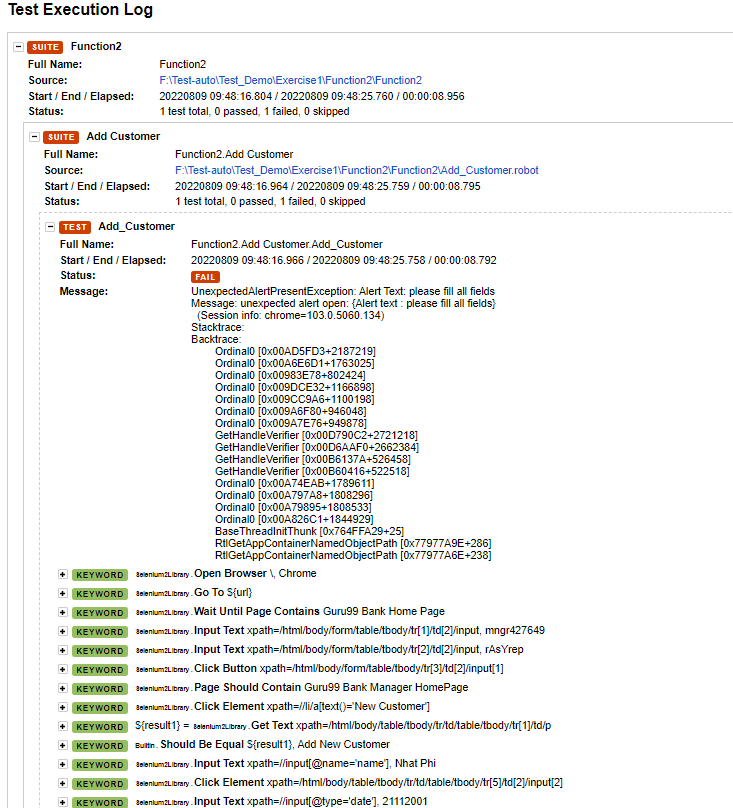 Test Execution Log
SUITE Function2
Full Name: Function2
Source: F:\Test-auto\Test_Demo\Exercise1\Function2\Function2
Start / End / Elapsed: 20220809 09:48:16.804 / 20220809 09:48:25.760 / 00:00:08.956
Status: 1 test total, 0 passed, 1 failed, 0 skipped
SUITE Add Customer
Full Name: Function2.Add Customer
Source: F:\Test-auto\Test_Demo\Exercise1\Function2\Function2\Add_Customer.robot
Start / End / Elapsed: 20220809 09:48:16.964 / 20220809 09:48:25.759 / 00:00:08.795
Status: 1 test total, 0 passed, 1 failed, 0 skipped
TEST Add_Customer
Full Name: Function2.Add Customer.Add_Customer
Start / End / Elapsed: 20220809 09:48:16.966 / 20220809 09:48:25.758 / 00:00:08.792
Status: FAIL
Message: UnexpectedAlertPresentException: Alert Text: please fill all fields
Message: unexpected alert open: {Alert text : please fill all fields}
(Session info: chrome=103.0.5060.134)
Stacktrace:
Backtrace:
Ordinal0 [0x00AD5FD3+2187219]
Ordinal0 [0x00A6E6D1+1763025]
Ordinal0 [0x00983E78+802424]
Ordinal0 [0x009DCE32+1166898]
Ordinal0 [0x009CC9A6+1100198]
Ordinal0 [0x009A6F80+946048]
Ordinal0 [0x009A7E76+949878]
GetHandleVerifier [0x00D790C2+2721218]
GetHandleVerifier [0x00D6AAF0+2662384]
GetHandleVerifier [0x00B6137A+526458]
GetHandleVerifier [0x00B60416+522518]
Ordinal0 [0x00A74EAB+1789611]
Ordinal0 [0x00A797A8+1808296]
Ordinal0 [0x00A79895+1808533]
Ordinal0 [0x00A826C1+1844929]
BaseThreadInitThunk [0x764FFA29+25]
RtlGetAppContainerNamedObjectPath [0x77977A9E+286]
RtlGetAppContainerNamedObjectPath [0x77977A6E+238]
KEYWORD Selenium2Library. Open Browser \, Chrome
KEYWORD Selenium2Library. Go To ${url}
KEYWORD Selenium2Library. Wait Until Page Contains Guru99 Bank Home Page
KEYWORD Selenium2Library. Input Text xpath=/html/body/form/table/tbody/tr[1]/td[2]/input, mngr427649
KEYWORD Selenium2Library. Input Text xpath=/html/body/form/table/tbody/tr[2]/td[2]/input, rAsYrep
KEYWORD Selenium2Library. Click Button xpath=/html/body/form/table/tbody/tr[3]/td[2]/input[1]
KEYWORD Selenium2Library. Page Should Contain Guru99 Bank Manager HomePage
KEYWORD Selenium2Library. Click Element xpath=//li/a[text()='New Customer']
KEYWORD ${result1} = Selenium2Library. Get Text xpath=/html/body/table/tbody/tr/td/table/tbody/tr[1]/td/p
KEYWORD BuiltIn. Should Be Equal ${result1}, Add New Customer
KEYWORD Selenium2Library. Input Text xpath=//input[@name='name'], Nhat Phi
KEYWORD Selenium2Library. Click Element xpath=/html/body/table/tbody/tr/td/table/tbody/tr[5]/td[2]/input[2]
KEYWORD Selenium2Library. Input Text xpath=//input[@type='date'], 21112001